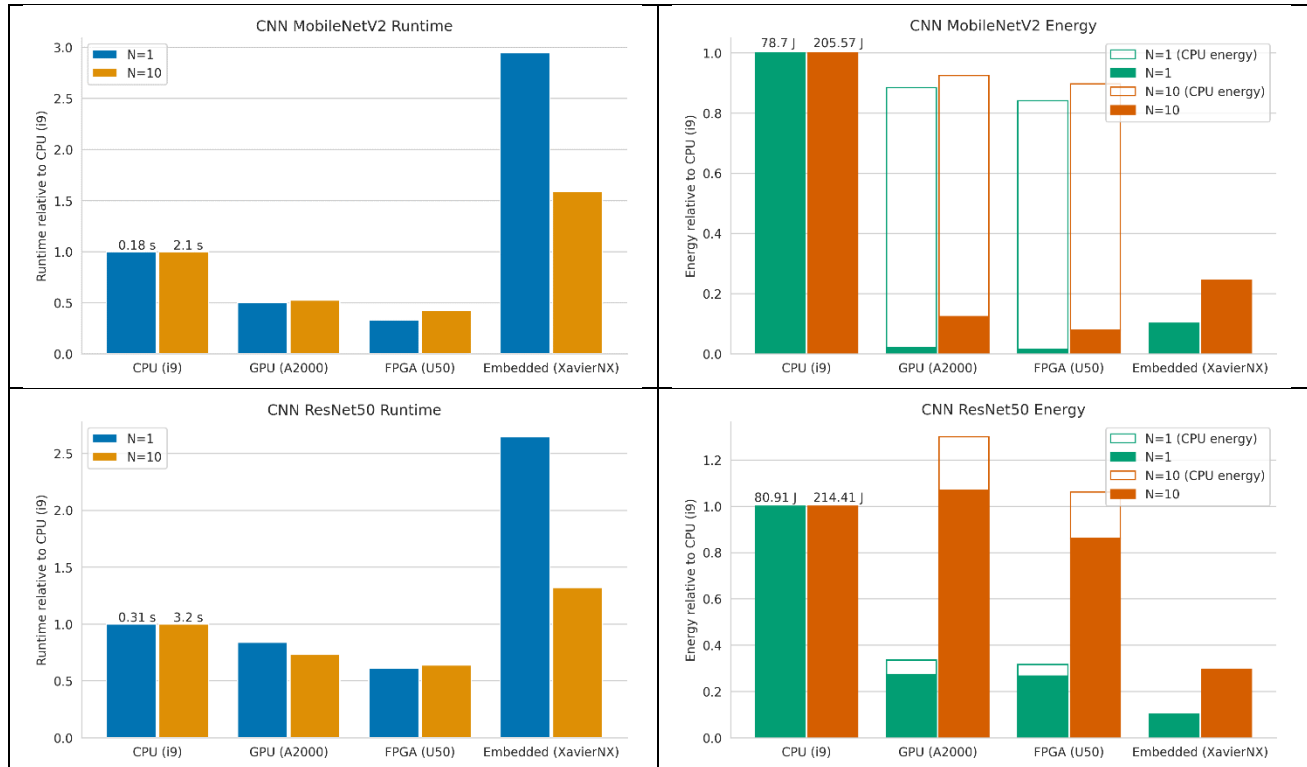 CNN MobileNetV2 Runtime
Runtime relative to CPU (i9)
3.0
2.5
2.0
1.5
1.0
0.5
0.0
N=1
N=10
0.18 s
2.1 s
CPU (i9)
GPU (A2000)
FPGA (U50)
Embedded (XavierNX)
CNN MobileNetV2 Energy
Energy relative to CPU (i9)
1.0
0.8
0.6
0.4
0.2
0.0
78.7 J
205.57 J
N=1 (CPU energy)
N=1
N=10 (CPU energy)
N=10
CPU (i9)
GPU (A2000)
FPGA (U50)
Embedded (XavierNX)
CNN ResNet50 Runtime
Runtime relative to CPU (i9)
2.5
2.0
1.5
1.0
0.5
0.0
N=1
N=10
0.31 s
3.2 s
CPU (i9)
GPU (A2000)
FPGA (U50)
Embedded (XavierNX)
CNN ResNet50 Energy
Energy relative to CPU (i9)
1.2
1.0
0.8
0.6
0.4
0.2
0.0
80.91 J
214.41 J
N=1 (CPU energy)
N=1
N=10 (CPU energy)
N=10
CPU (i9)
GPU (A2000)
FPGA (U50)
Embedded (XavierNX)